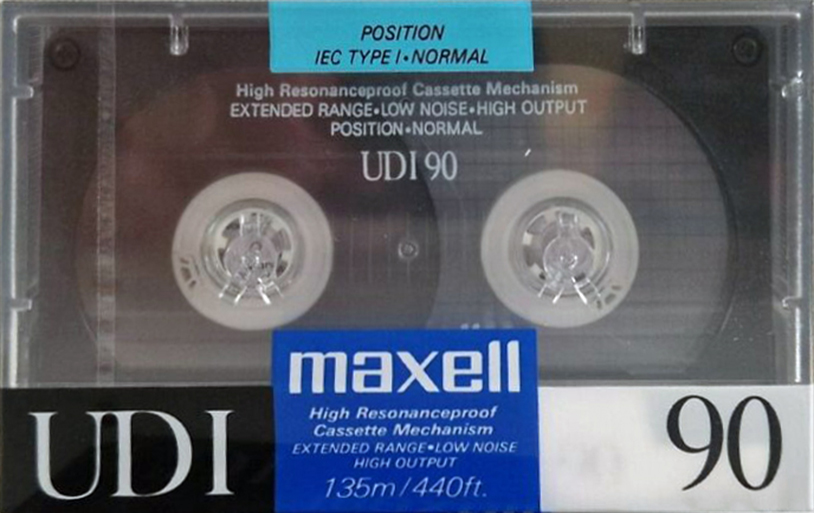 POSITION
IEC TYPE I•NORMAL
High Resonanceproof Cassette Mechanism
EXTENDED RANGE•LOW NOISE•HIGH OUTPUT
POSITION•NORMAL
UDI 90
maxell
High Resonanceproof
Cassette Mechanism
EXTENDED RANGE•LOW NOISE
HIGH OUTPUT
135m/440ft.
UDI
90